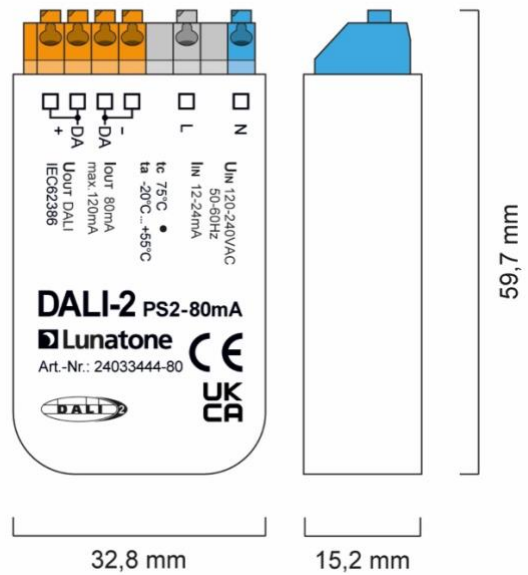 + DA DA - L N
UIN 120-240VAC
50-60Hz
IIN 12-24mA
tc 75°C
ta -20°C...+55°C
IOUT 80mA
max.120mA
UOUT DALI
IEC62386
DALI-2 PS2-80mA
Lunatone
Art.-Nr.: 24033444-80
CE
UK
CA
DALI 2
59,7 mm
32,8 mm
15,2 mm